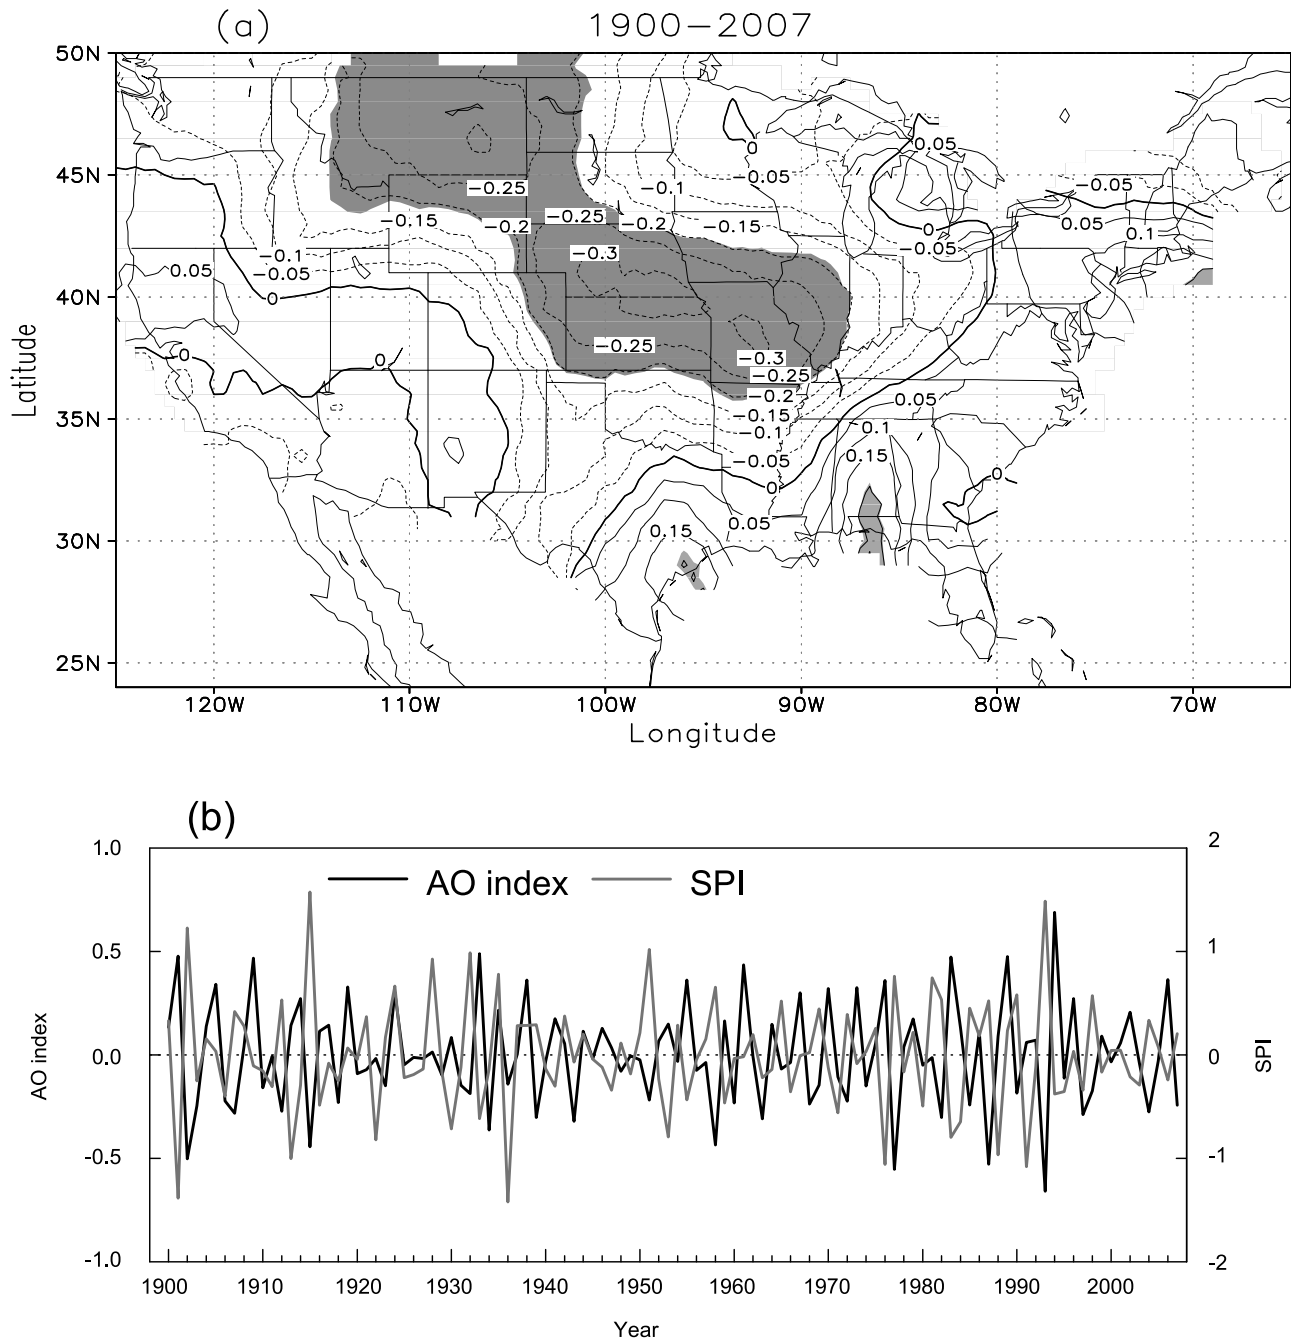 (a) 1900−2007
50N
0.05
0
45N −0.25 −0.1 −0.05 −0.05
−0.15 −0.2 −0.25 −0.2 −0.15 0 0.05 0.1
−0.1 −0.3 −0.05
0.05 −0.05
40N 0
0 0 −0.25 −0.3
−0.25
−0.2 0.05
35N −0.15
−0.1 0.1
−0.05 0.15
0 0
0.15 0.05
30N
25N
120W 110W 100W 90W 80W 70W
Longitude
Latitude
(b)
1.0 2
AO index SPI
0.5 1
0.0 0
-0.5 -1
-1.0 -2
AO index
SPI
1900 1910 1920 1930 1940 1950 1960 1970 1980 1990 2000
Year